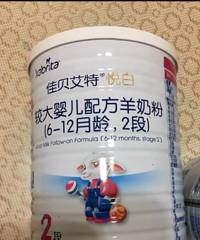 kabrita
佳贝艾特®悦白
较大婴儿配方羊奶粉
(6-12月龄, 2段)
Goat Milk Follow-on Formula (6-12 months, stage 2)
2段